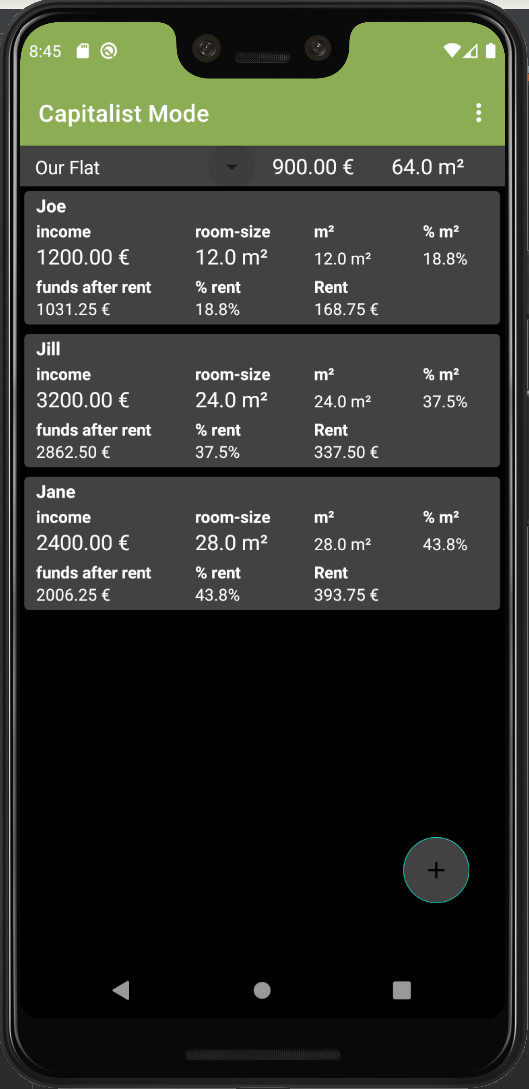 8:45
Capitalist Mode
Our Flat 900.00 € 64.0 m²
Joe
income room-size m² % m²
1200.00 € 12.0 m² 12.0 m² 18.8%
funds after rent % rent Rent
1031.25 € 18.8% 168.75 €
Jill
income room-size m² % m²
3200.00 € 24.0 m² 24.0 m² 37.5%
funds after rent % rent Rent
2862.50 € 37.5% 337.50 €
Jane
income room-size m² % m²
2400.00 € 28.0 m² 28.0 m² 43.8%
funds after rent % rent Rent
2006.25 € 43.8% 393.75 €